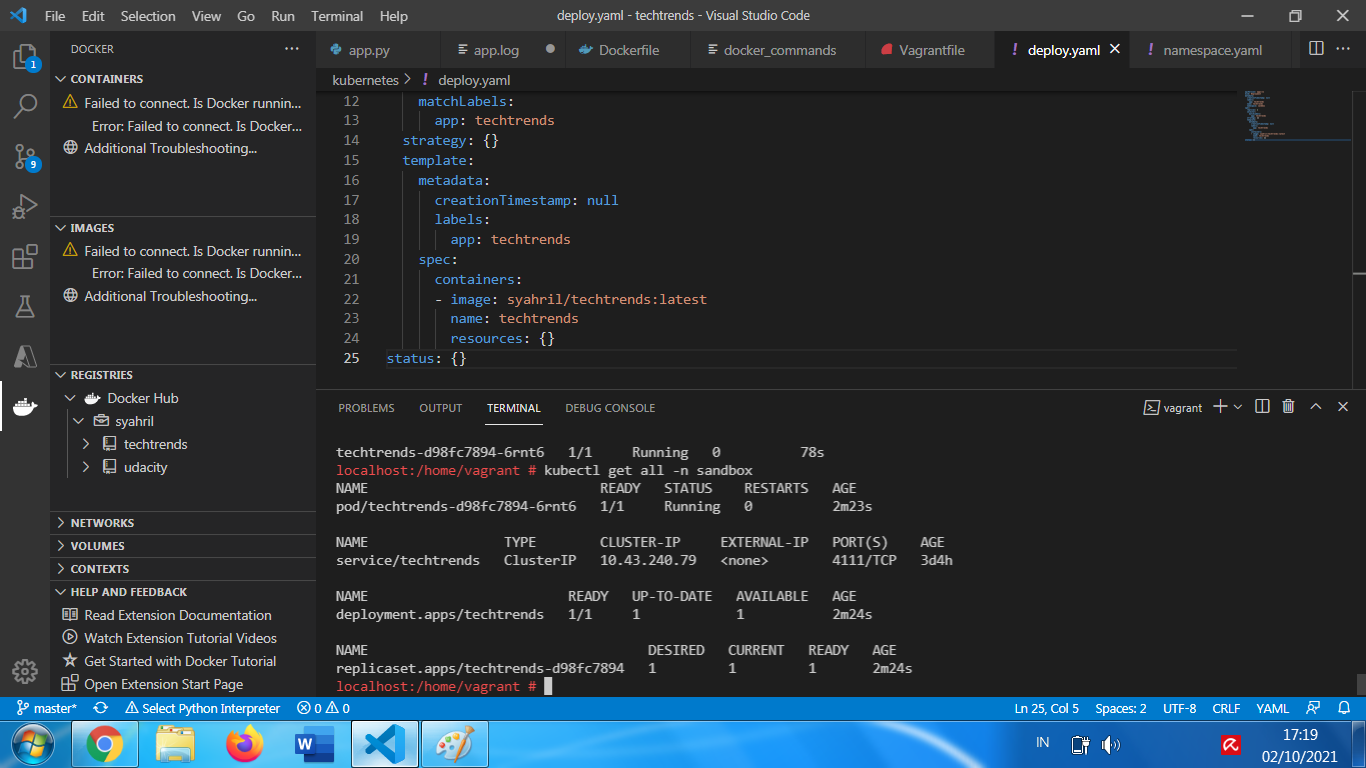 File Edit Selection View Go Run Terminal Help
deploy.yaml - techtrends - Visual Studio Code
DOCKER
CONTAINERS
Failed to connect. Is Docker runnin...
Error: Failed to connect. Is Docker...
Additional Troubleshooting...
IMAGES
Failed to connect. Is Docker runnin...
Error: Failed to connect. Is Docker...
Additional Troubleshooting...
REGISTRIES
Docker Hub
syahril
techtrends
udacity
NETWORKS
VOLUMES
CONTEXTS
HELP AND FEEDBACK
Read Extension Documentation
Watch Extension Tutorial Videos
Get Started with Docker Tutorial
Open Extension Start Page
1
9
app.py app.log Dockerfile docker_commands Vagrantfile deploy.yaml namespace.yaml
kubernetes > deploy.yaml
12 matchLabels:
13 app: techtrends
14 strategy: {}
15 template:
16 metadata:
17 creationTimestamp: null
18 labels:
19 app: techtrends
20 spec:
21 containers:
22 - image: syahril/techtrends:latest
23 name: techtrends
24 resources: {}
25 status: {}
PROBLEMS OUTPUT TERMINAL DEBUG CONSOLE
vagrant
techtrends-d98fc7894-6rnt6 1/1 Running 0 78s
localhost:/home/vagrant # kubectl get all -n sandbox
NAME READY STATUS RESTARTS AGE
pod/techtrends-d98fc7894-6rnt6 1/1 Running 0 2m23s
NAME TYPE CLUSTER-IP EXTERNAL-IP PORT(S) AGE
service/techtrends ClusterIP 10.43.240.79 <none> 4111/TCP 3d4h
NAME READY UP-TO-DATE AVAILABLE AGE
deployment.apps/techtrends 1/1 1 1 2m24s
NAME DESIRED CURRENT READY AGE
replicaset.apps/techtrends-d98fc7894 1 1 1 2m24s
localhost:/home/vagrant #
master* Select Python Interpreter 0 0 Ln 25, Col 5 Spaces: 2 UTF-8 CRLF YAML
IN
17:19
02/10/2021